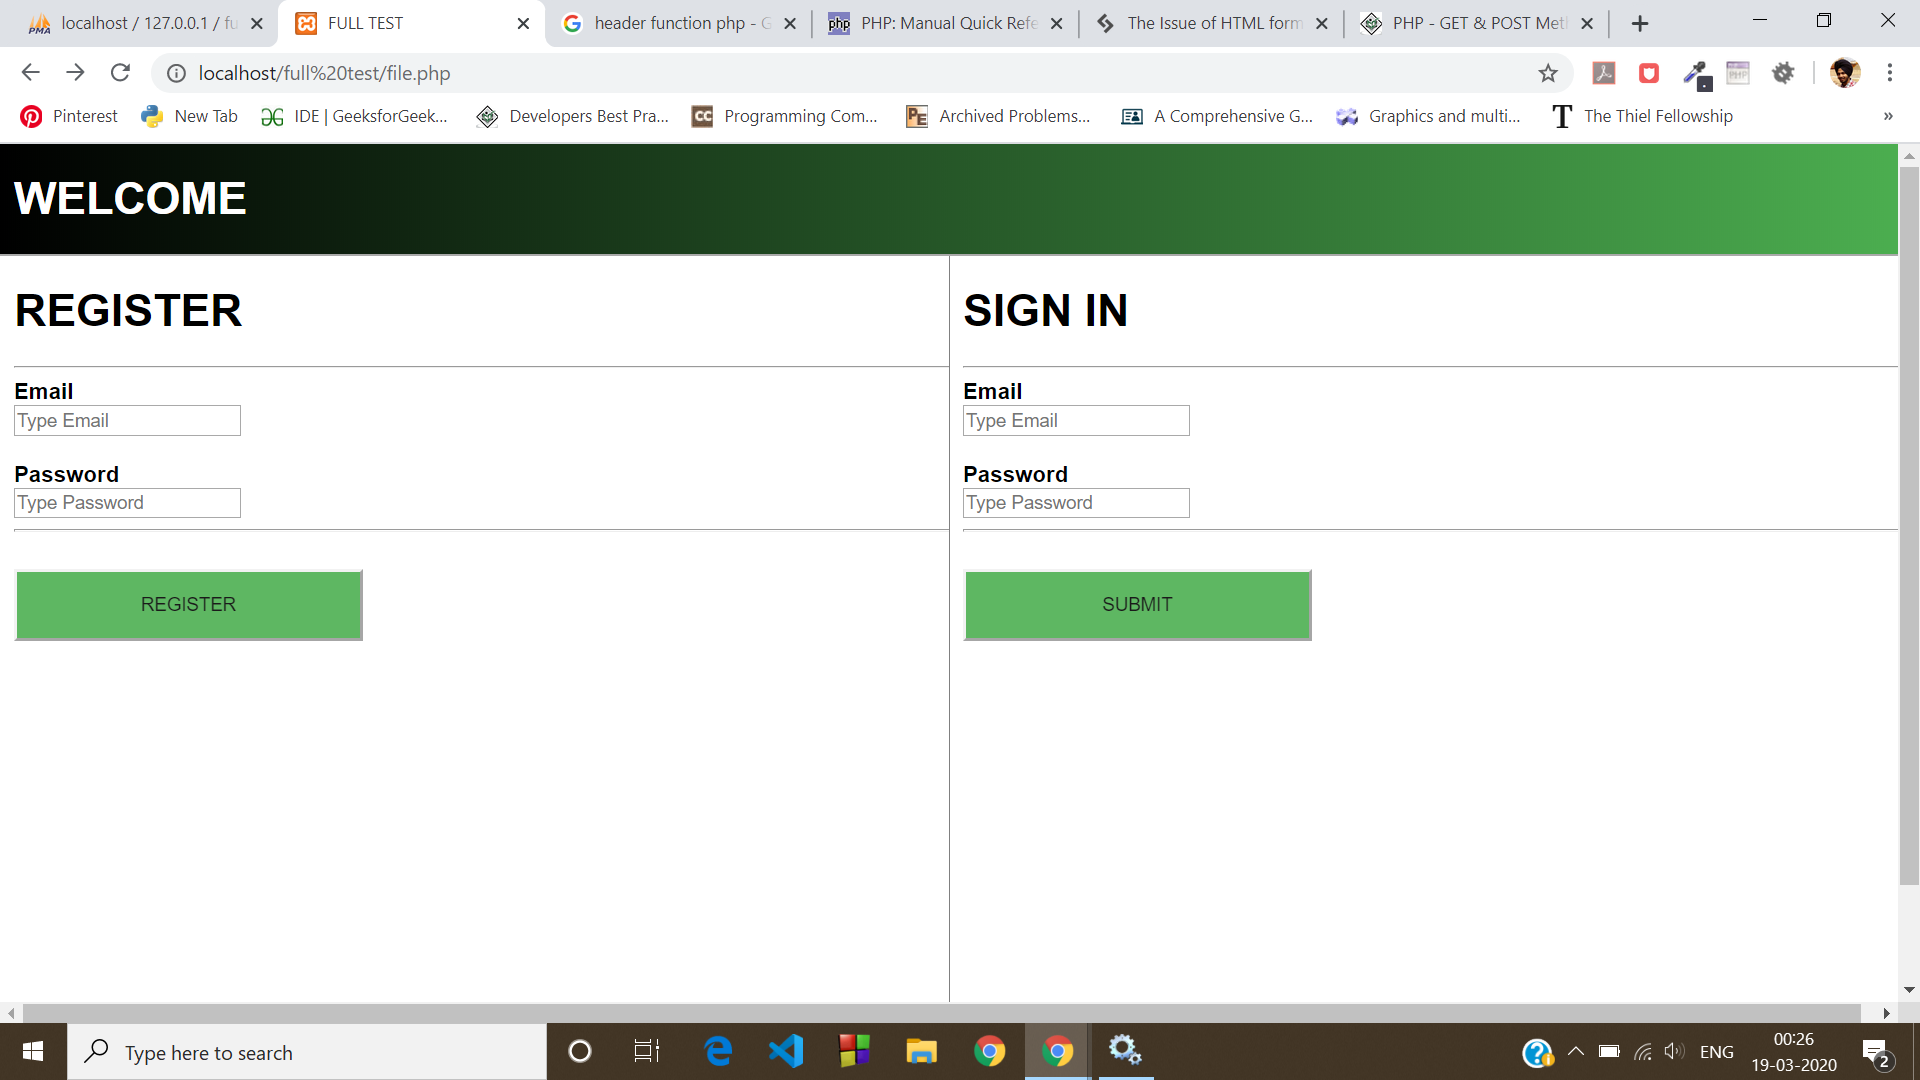 localhost / 127.0.0.1 / fu
FULL TEST
header function php - G
PHP: Manual Quick Refe
The Issue of HTML form
PHP - GET & POST Met
localhost/full%20test/file.php
Pinterest
New Tab
IDE | GeeksforGeek...
Developers Best Pra...
CC
Programming Com...
PE
Archived Problems...
A Comprehensive G...
Graphics and multi...
T
The Thiel Fellowship
»
WELCOME
REGISTER
Email
Type Email
Password
Type Password
REGISTER
SIGN IN
Email
Type Email
Password
Type Password
SUBMIT
Type here to search
ENG
00:26
19-03-2020
2